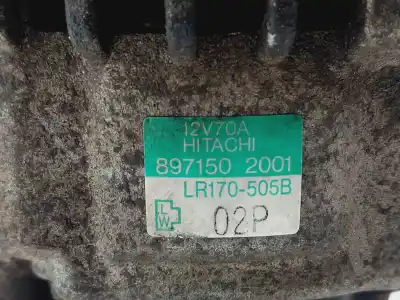 12V70A
HITACHI
897150 2001
LR170-505B
L
W
02P